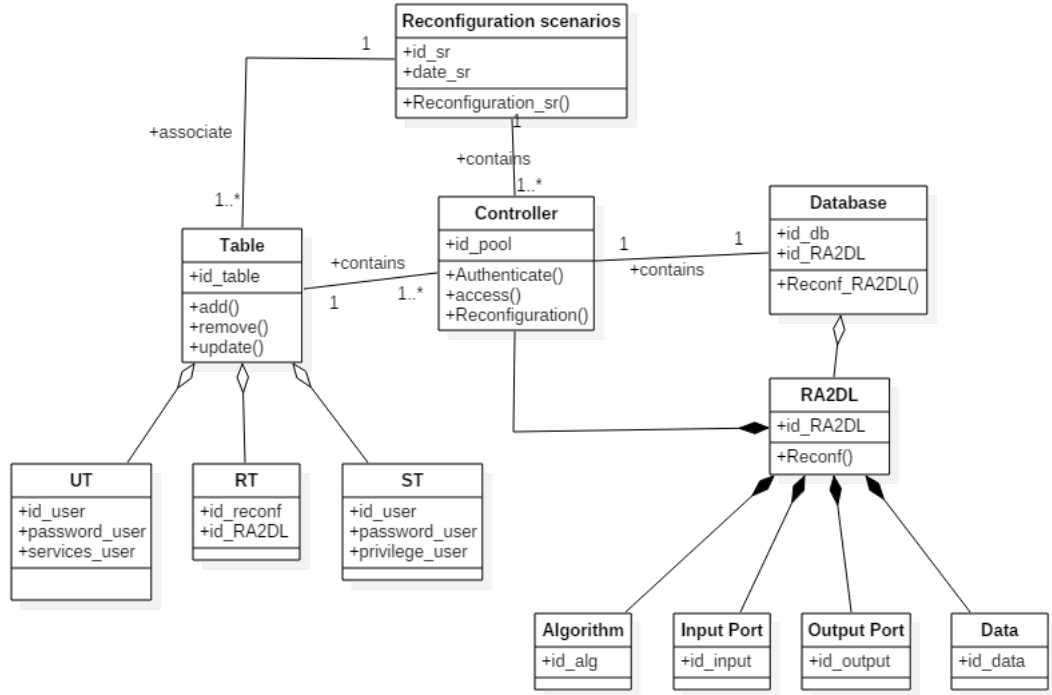 Reconfiguration scenarios
+id_sr
+date_sr
+Reconfiguration_sr()
1
+associate
1..*
1
+contains
1..*
Table
+id_table
+add()
+remove()
+update()
+contains
1
1..*
Controller
+id_pool
+Authenticate()
+access()
+Reconfiguration()
1
1
+contains
Database
+id_db
+id_RA2DL
+Reconf_RA2DL()
RA2DL
+id_RA2DL
+Reconf()
UT
+id_user
+password_user
+services_user
RT
+id_reconf
+id_RA2DL
ST
+id_user
+password_user
+privilege_user
Algorithm
+id_alg
Input Port
+id_input
Output Port
+id_output
Data
+id_data